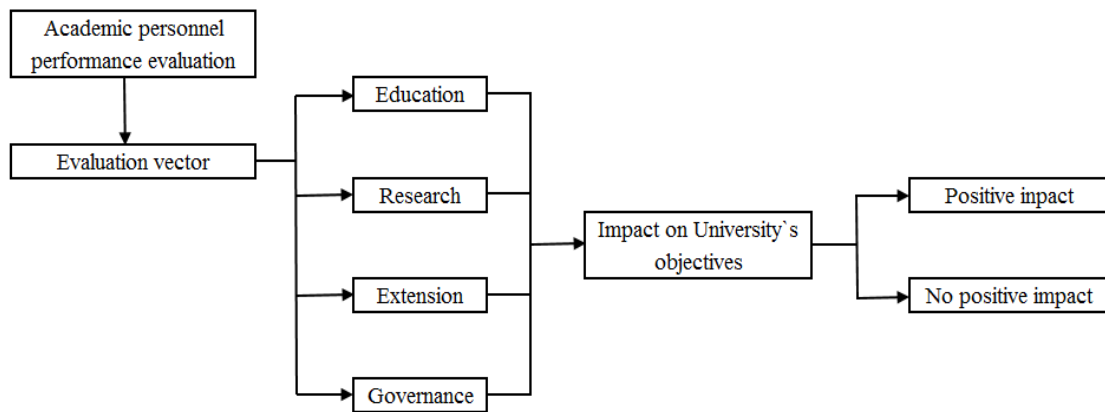 Academic personnel
performance evaluation
Evaluation vector
Education
Research
Extension
Governance
Impact on University`s
objectives
Positive inpact
No positive impact